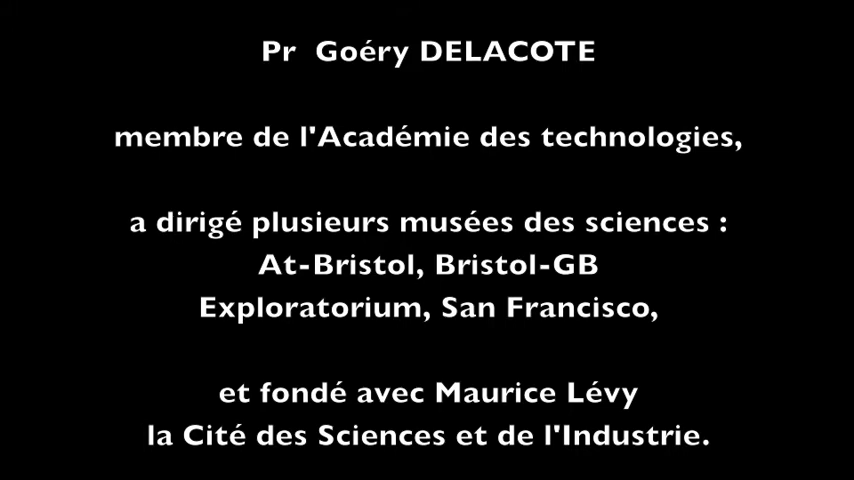 Pr Goéry DELACOTE
membre de l'Académie des technologies,
a dirigé plusieurs musées des sciences :
At-Bristol, Bristol-GB
Exploratorium, San Francisco,
et fondé avec Maurice Lévy
la Cité des Sciences et de l'Industrie.